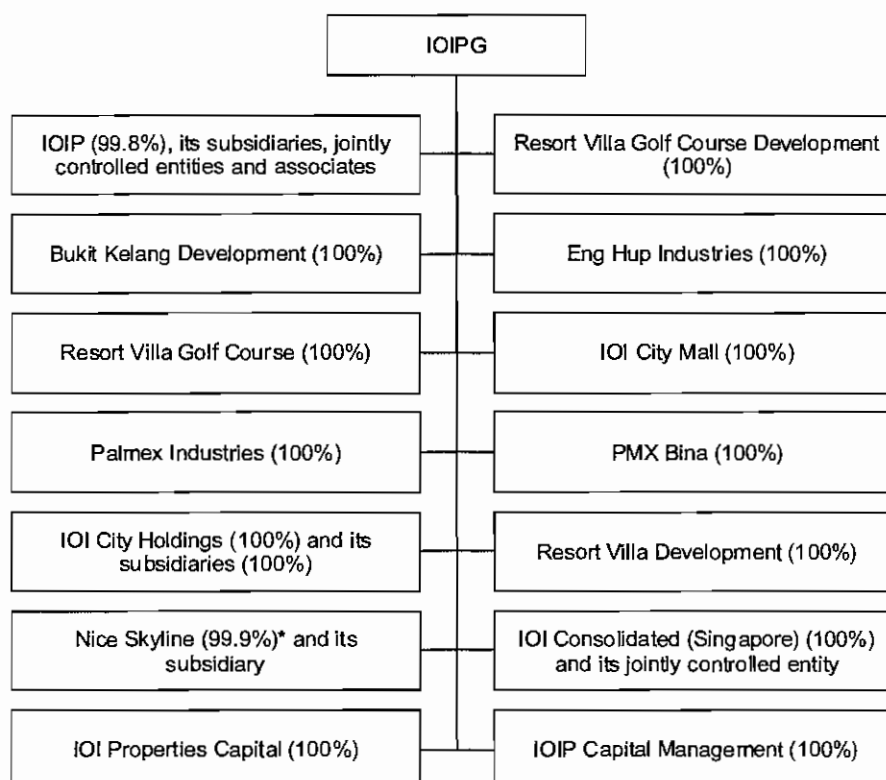 IOIPG
IOIP (99.8%), its subsidiaries, jointly
controlled entities and associates
Resort Villa Golf Course Development
(100%)
Bukit Kelang Development (100%)
Eng Hup Industries (100%)
Resort Villa Golf Course (100%)
IOI City Mall (100%)
Palmex Industries (100%)
PMX Bina (100%)
IOI City Holdings (100%) and its
subsidiaries (100%)
Resort Villa Development (100%)
Nice Skyline (99.9%)* and its
subsidiary
IOI Consolidated (Singapore) (100%)
and its jointly controlled entity
IOI Properties Capital (100%)
IOIP Capital Management (100%)